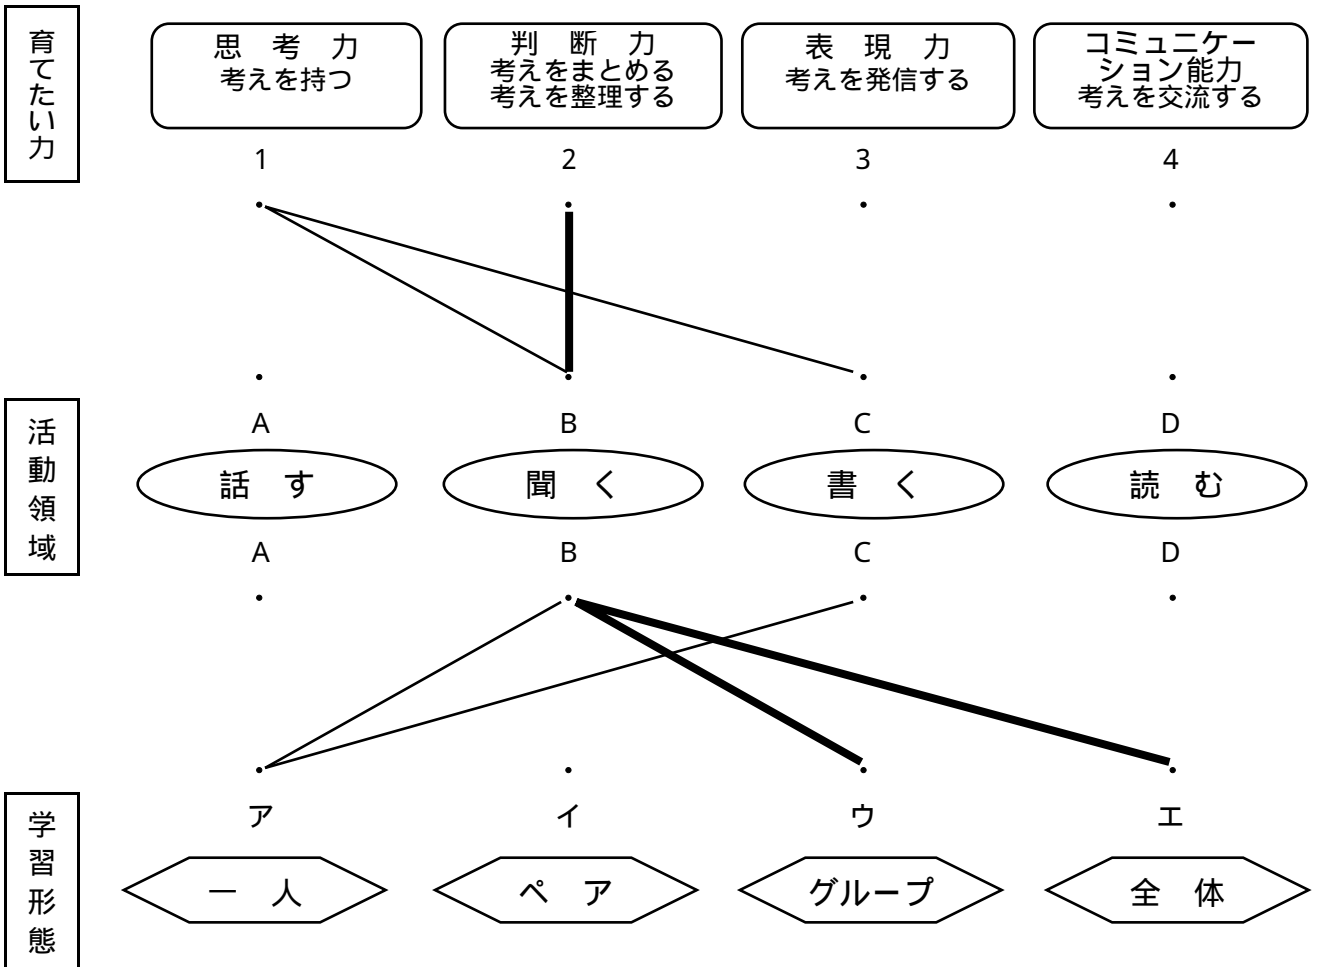 育てたい力
思 考 力
考えを持つ
判 断 力
考えをまとめる
考えを整理する
表 現 力
考えを発信する
コミュニケー
ション能力
考えを交流する
1 2 3 4
活動領域
A B C D
話 す
聞 く
書 く
読 む
A B C D
学習形態
ア イ ウ エ
一 人
ペ ア
グループ
全 体